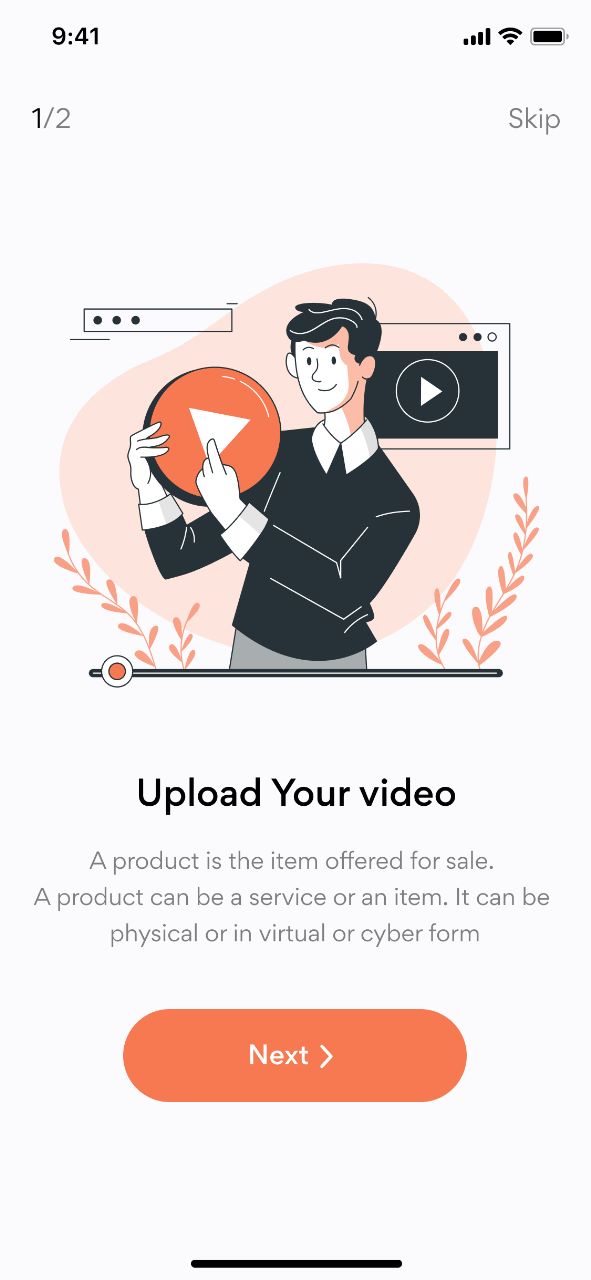 9:41
1/2
Skip
Upload Your video
A product is the item offered for sale.
A product can be a service or an item. It can be
physical or in virtual or cyber form
Next